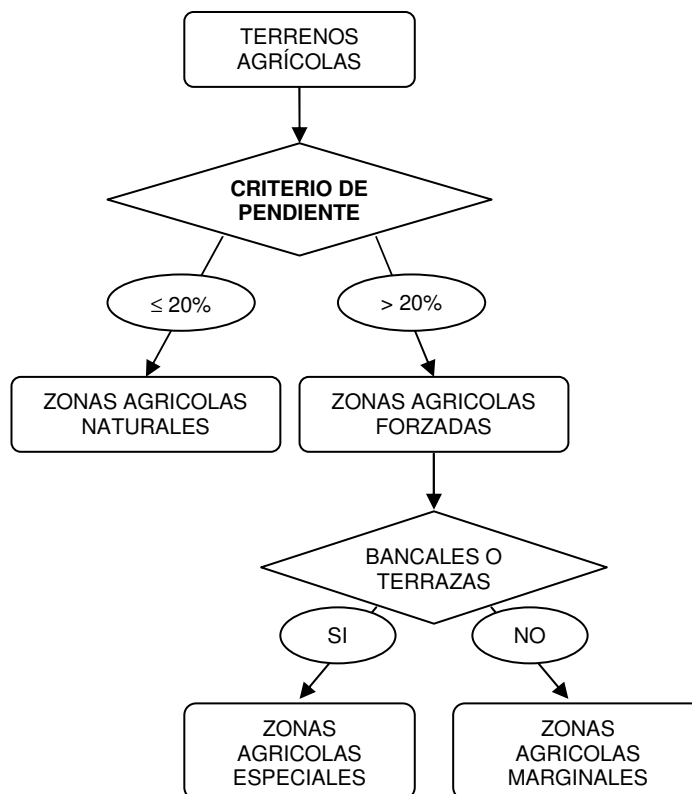 TERRENOS
AGRÍCOLAS
CRITERIO DE
PENDIENTE
≤ 20%
> 20%
ZONAS AGRICOLAS
NATURALES
ZONAS AGRICOLAS
FORZADAS
BANCALES O
TERRAZAS
SI
NO
ZONAS
AGRICOLAS
ESPECIALES
ZONAS
AGRICOLAS
MARGINALES